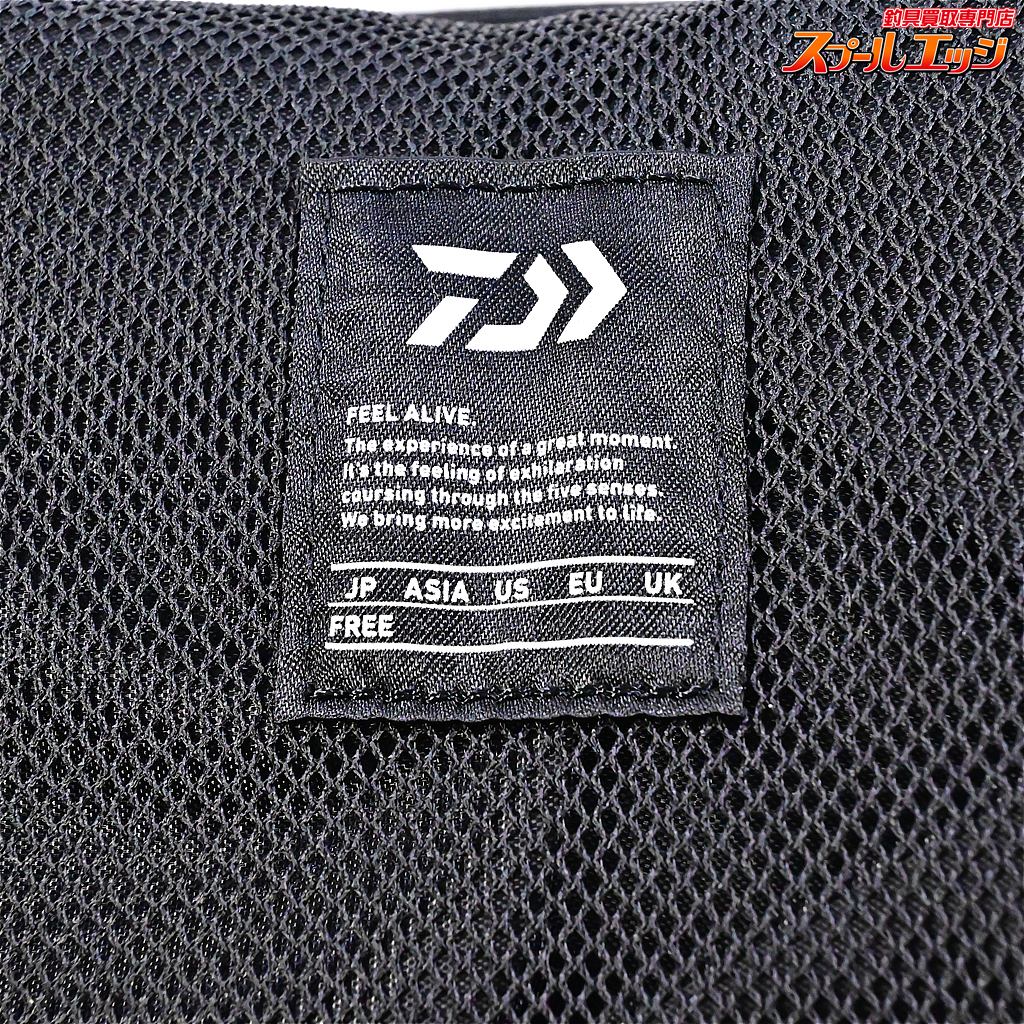 釣具買取専門店
スプールエッジ
FEEL ALIVE.
The experience of a great moment.
It's the feeling of exhilaration
coursing through the five senses.
We bring more excitement to life.
JP ASIA US EU UK
FREE